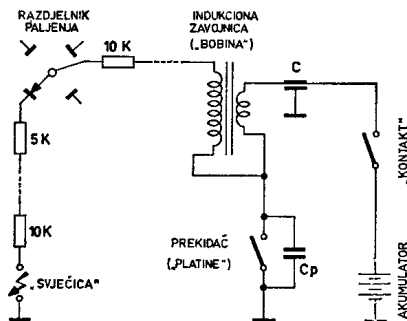 RAZDJELNIK
PALJENJA
10 K
INDUKCIONA
ZAVOJNICA
(„BOBINA")
C
5K
„KONTAKT"
10K
„SVJEĆICA"
PREKIDAČ
(„PLATINE")
Cp
AKUMULATOR